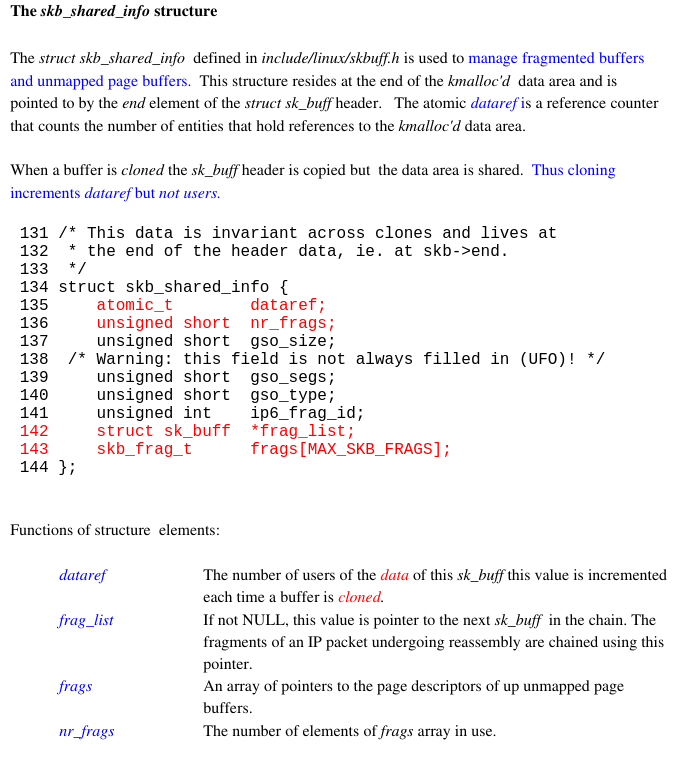 The skb_shared_info structure
The struct skb_shared_info  defined in include/linux/skbuff.h is used to manage fragmented buffers
and unmapped page buffers.  This structure resides at the end of the kmalloc'd  data area and is
pointed to by the end element of the struct sk_buff header.   The atomic dataref is a reference counter
that counts the number of entities that hold references to the kmalloc'd data area.
When a buffer is cloned the sk_buff header is copied but  the data area is shared.  Thus cloning
increments dataref but not users.
131 /* This data is invariant across clones and lives at
132  * the end of the header data, ie. at skb->end.
133  */
134 struct skb_shared_info {
135     atomic_t        dataref;
136     unsigned short  nr_frags;
137     unsigned short  gso_size;
138  /* Warning: this field is not always filled in (UFO)! */
139     unsigned short  gso_segs;
140     unsigned short  gso_type;
141     unsigned int    ip6_frag_id;
142     struct sk_buff  *frag_list;
143     skb_frag_t      frags[MAX_SKB_FRAGS];
144 };
Functions of structure  elements:
dataref The number of users of the data of this sk_buff this value is incremented
each time a buffer is cloned.
frag_list If not NULL, this value is pointer to the next sk_buff  in the chain. The
fragments of an IP packet undergoing reassembly are chained using this
pointer.
frags An array of pointers to the page descriptors of up unmapped page
buffers.
nr_frags The number of elements of frags array in use.